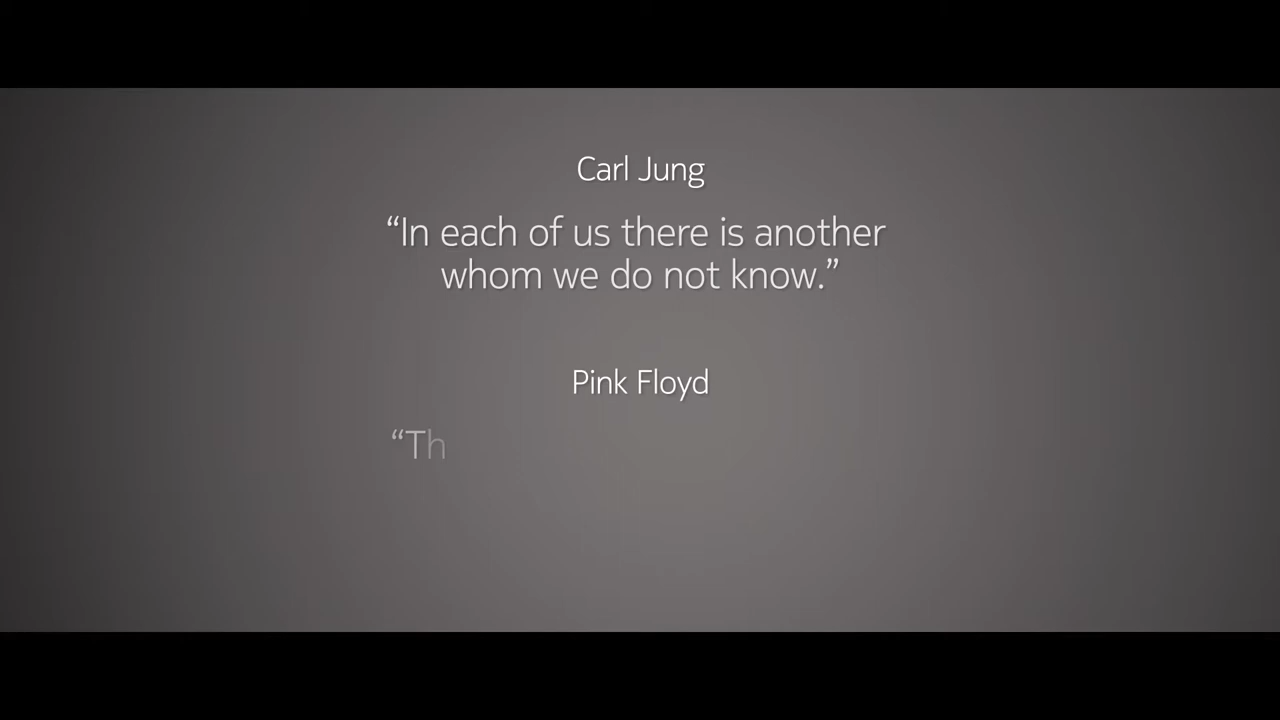 Carl Jung
“In each of us there is another
whom we do not know.”
Pink Floyd
“Th